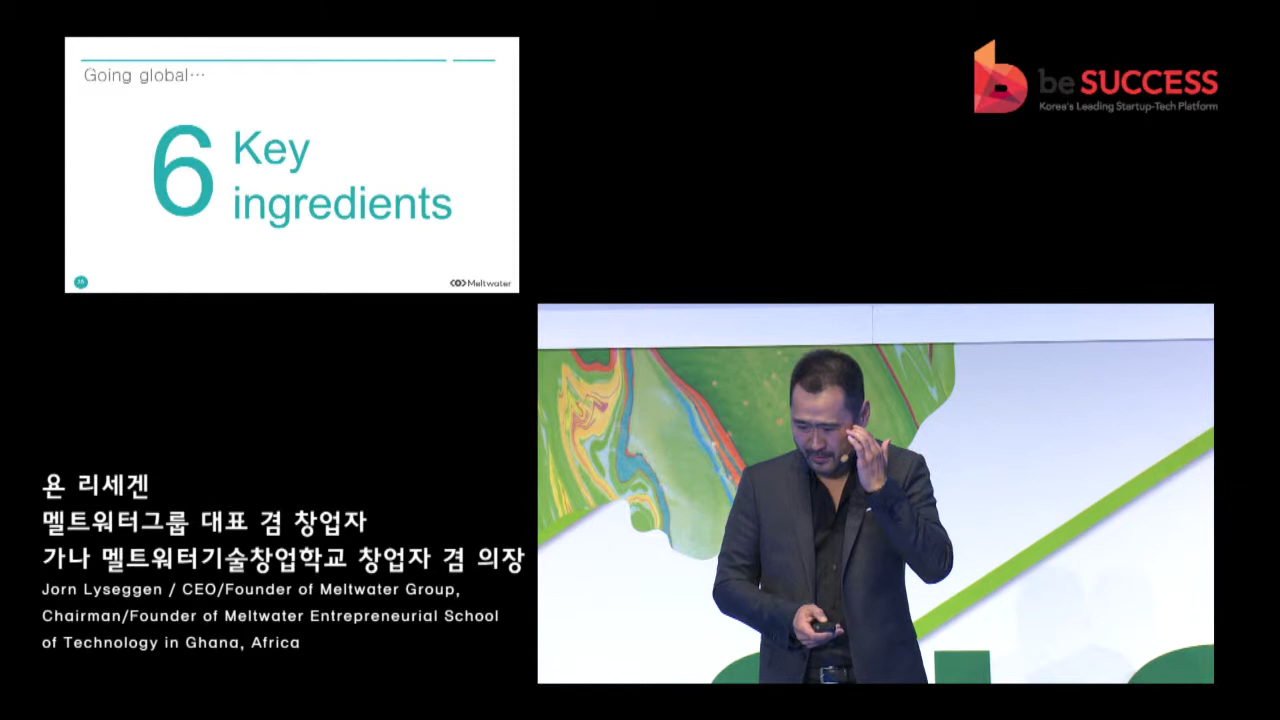 Going global…
6 Key
ingredients
28
Meltwater
be SUCCESS
Korea's Leading Startup-Tech Platform
욘 리세겐
멜트워터그룹 대표 겸 창업자
가나 멜트워터기술창업학교 창업자 겸 의장
Jorn Lyseggen / CEO/Founder of Meltwater Group,
Chairman/Founder of Meltwater Entrepreneurial School
of Technology in Ghana, Africa